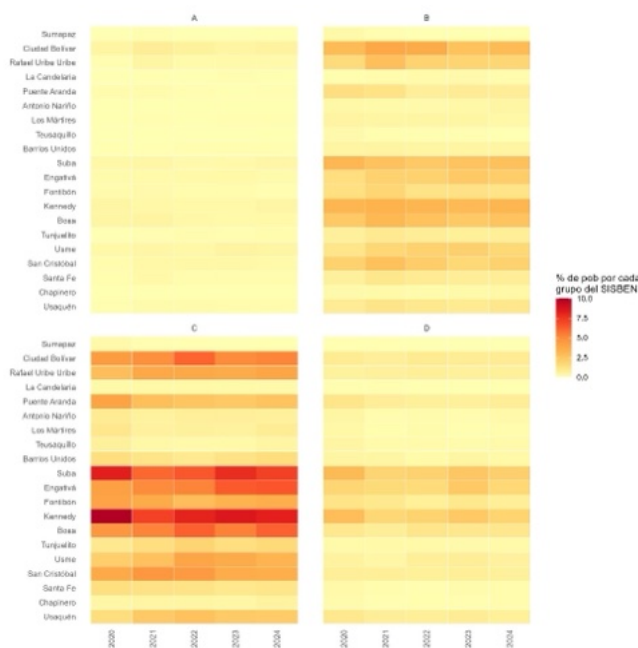 A
B
Sumapaz
Ciudad Bolívar
Rafael Uribe Uribe
La Candelaria
Puente Aranda
Antonio Nariño
Los Mártires
Teusaquillo
Barrios Unidos
Suba
Engativá
Fontibón
Kennedy
Bosa
Tunjuelito
Usme
San Cristóbal
Santa Fe
Chapinero
Usaquén
% de pob por cada
grupo del SISBEN
10.0
7.5
5.0
2.5
0.0
C
D
Sumapaz
Ciudad Bolívar
Rafael Uribe Uribe
La Candelaria
Puente Aranda
Antonio Nariño
Los Mártires
Teusaquillo
Barrios Unidos
Suba
Engativá
Fontibón
Kennedy
Bosa
Tunjuelito
Usme
San Cristóbal
Santa Fe
Chapinero
Usaquén
2020
2021
2022
2023
2024
2020
2021
2022
2023
2024